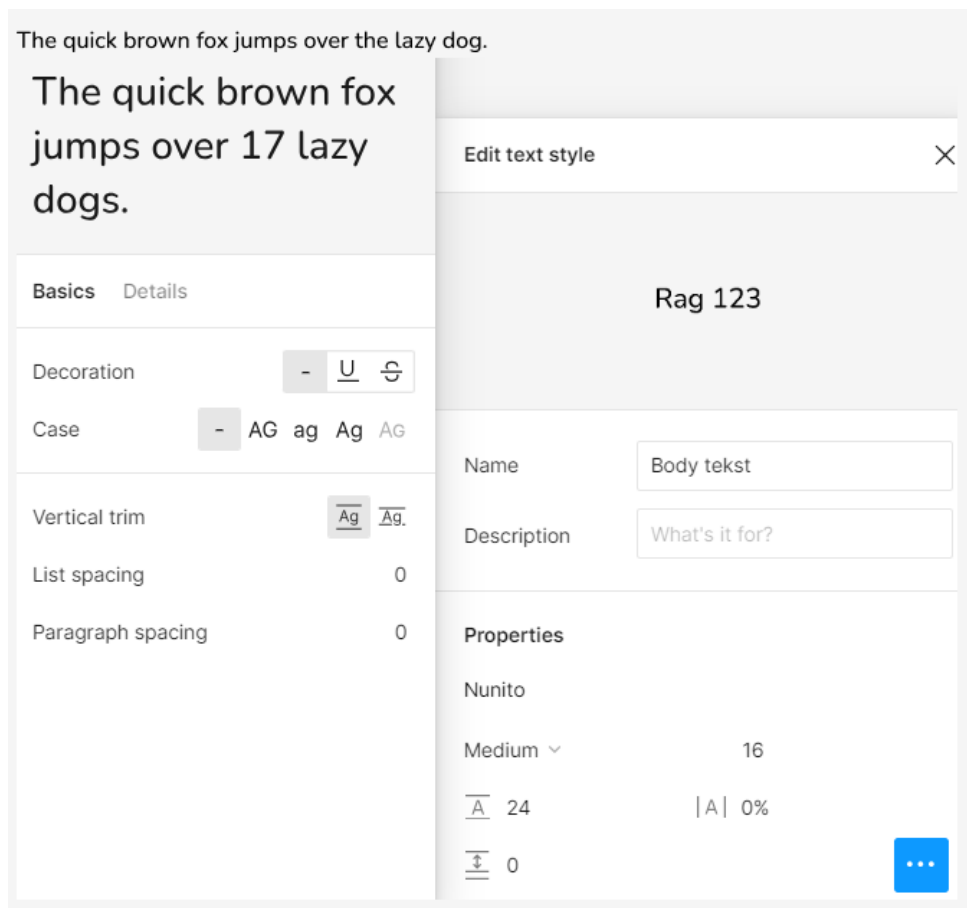 The quick brown fox jumps over the lazy dog.
The quick brown fox
jumps over 17 lazy
dogs.
Basics Details
Decoration - U S
Case - AG ag Ag AG
Vertical trim Ag Ag
List spacing 0
Paragraph spacing 0
Edit text style
Rag 123
Name Body tekst
Description What's it for?
Properties
Nunito
Medium 16
A 24 |A| 0%
0